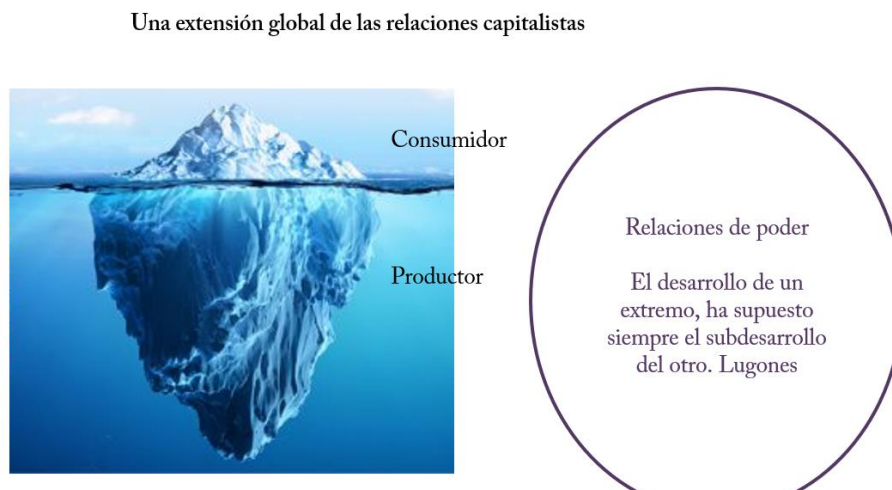 Una extensión global de las relaciones capitalistas
Consumidor
Productor
Relaciones de poder
El desarrollo de un
extremo, ha supuesto
siempre el subdesarrollo
del otro. Lugones